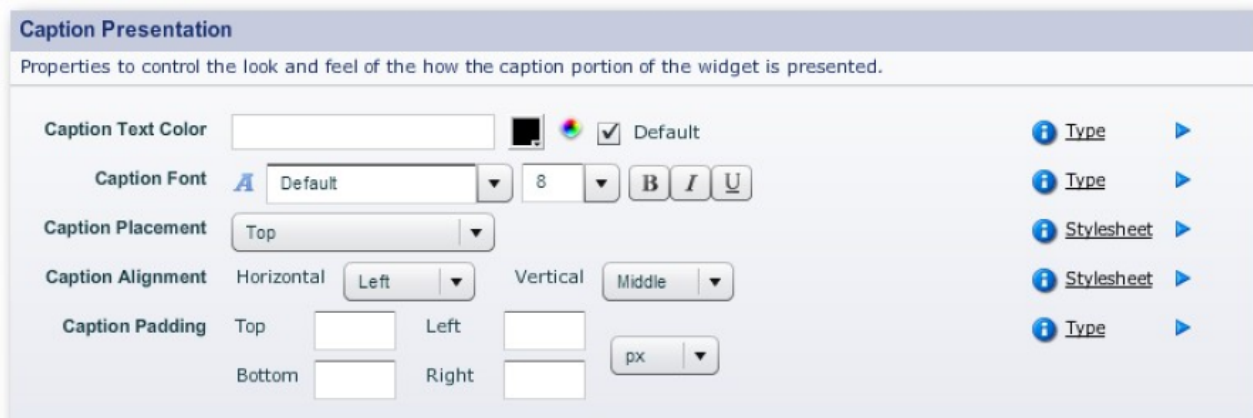 Caption Presentation
Properties to control the look and feel of the how the caption portion of the widget is presented.
Caption Text Color Default Type
Caption Font A Default 8 B I U Type
Caption Placement Top Stylesheet
Caption Alignment Horizontal Left Vertical Middle Stylesheet
Caption Padding Top Left px Type
Bottom Right